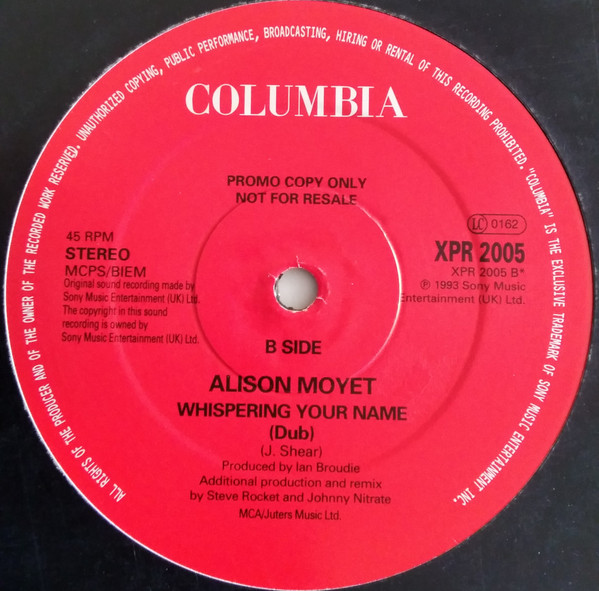 ALL RIGHTS OF THE PRODUCER AND OF THE OWNER OF THE RECORDED WORK RESERVED. UNAUTHORIZED COPYING, PUBLIC PERFORMANCE, BROADCASTING, HIRING OR RENTAL OF THIS RECORDING PROHIBITED. "COLUMBIA" IS THE EXCLUSIVE TRADEMARK OF SONY MUSIC ENTERTAINMENT INC.
COLUMBIA
PROMO COPY ONLY
NOT FOR RESALE
45 RPM
STEREO
MCPS/BIEM
Original sound recording made by
Sony Music Entertainment (UK) Ltd.
The copyright in this sound
recording is owned by
Sony Music Entertainment (UK) Ltd.
LC 0162
XPR 2005
XPR 2005 B*
℗ 1993 Sony Music
Entertainment (UK) Ltd.
B SIDE
ALISON MOYET
WHISPERING YOUR NAME
(Dub)
(J. Shear)
Produced by Ian Broudie
Additional production and remix
by Steve Rocket and Johnny Nitrate
MCA/Juters Music Ltd.